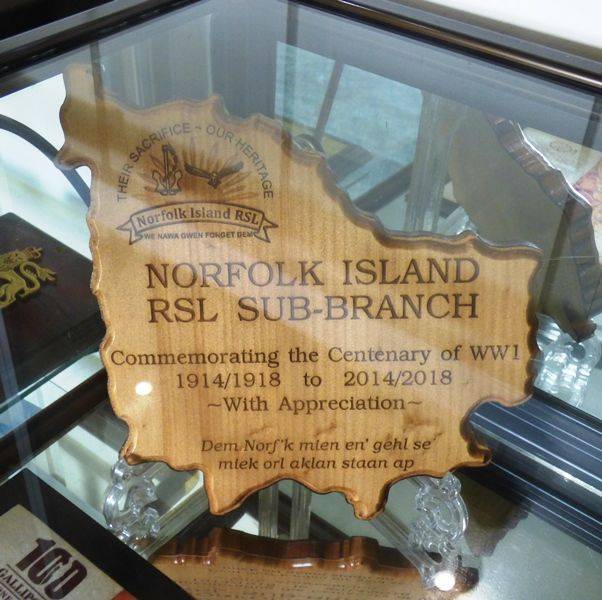 THEIR SACRIFICE ~ OUR HERITAGE
Norfolk Island RSL
WE NAWA GWEN FORGET DEM
NORFOLK ISLAND
RSL SUB-BRANCH
Commemorating the Centenary of WW1
1914/1918 to 2014/2018
~With Appreciation~
Dem Norf'k mien en' gehl se
miek orl aklan staan ap
100